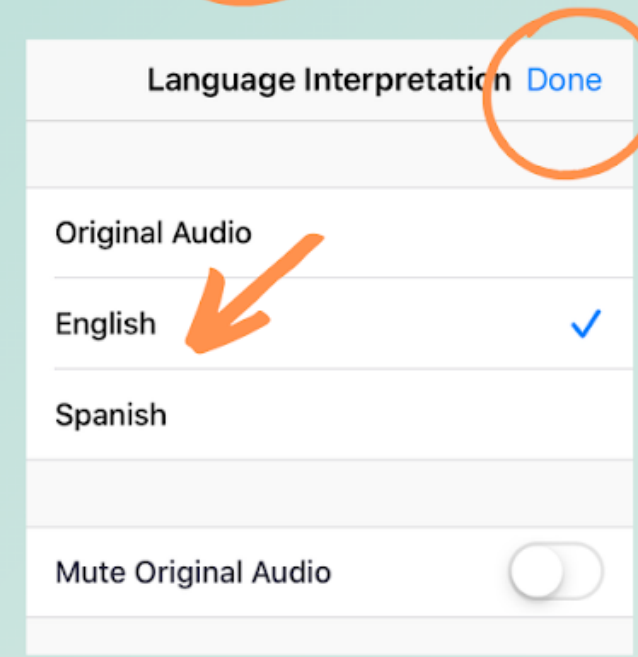 Language Interpretation Done
Original Audio
English
Spanish
Mute Original Audio